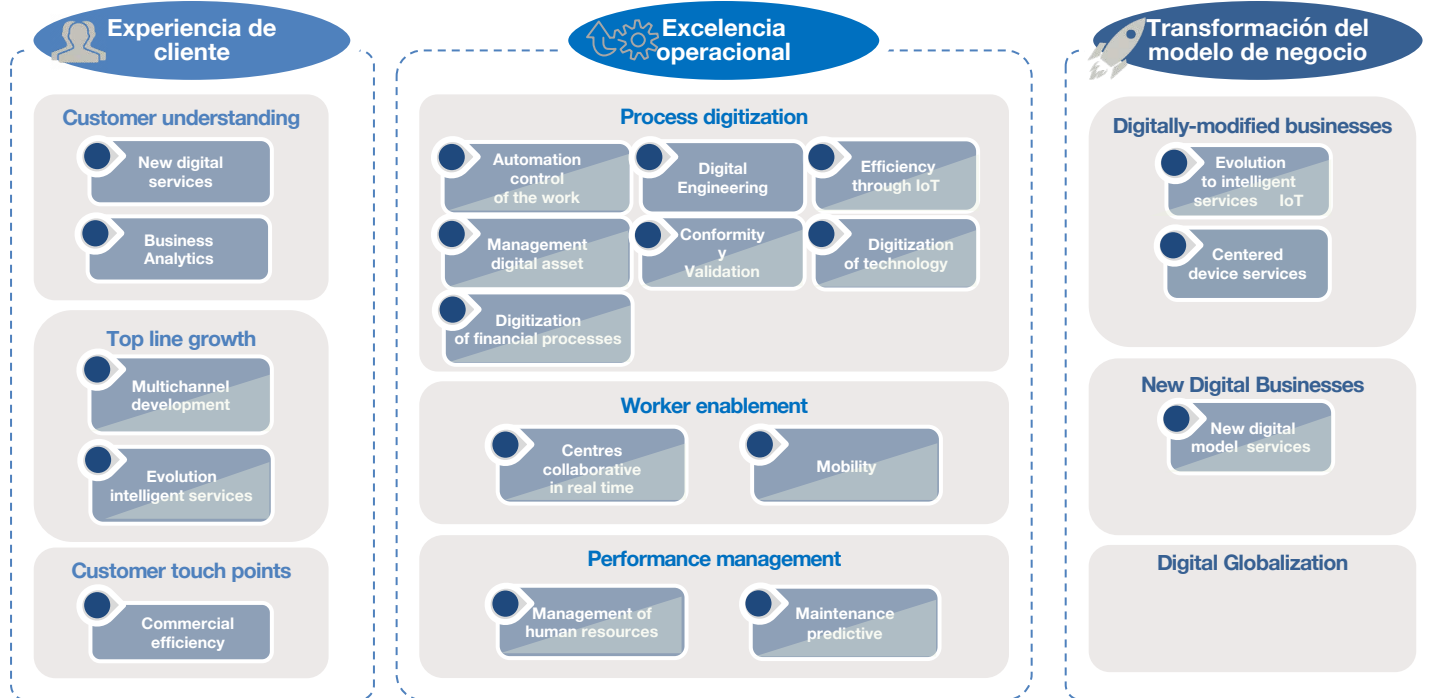 Experiencia de
cliente
Customer understanding
New digital
services
Business
Analytics
Top line growth
Multichannel
development
Evolution
intelligent services
Customer touch points
Commercial
efficiency
Excelencia
operacional
Process digitization
Automation
control
of the work
Digital
Engineering
Efficiency
through IoT
Management
digital asset
Conformity
y
Validation
Digitization
of technology
Digitization
of financial processes
Worker enablement
Centres
collaborative
in real time
Mobility
Performance management
Management of
human resources
Maintenance
predictive
Transformación del
modelo de negocio
Digitally-modified businesses
Evolution
to intelligent
services IoT
Centered
device services
New Digital Businesses
New digital
model services
Digital Globalization